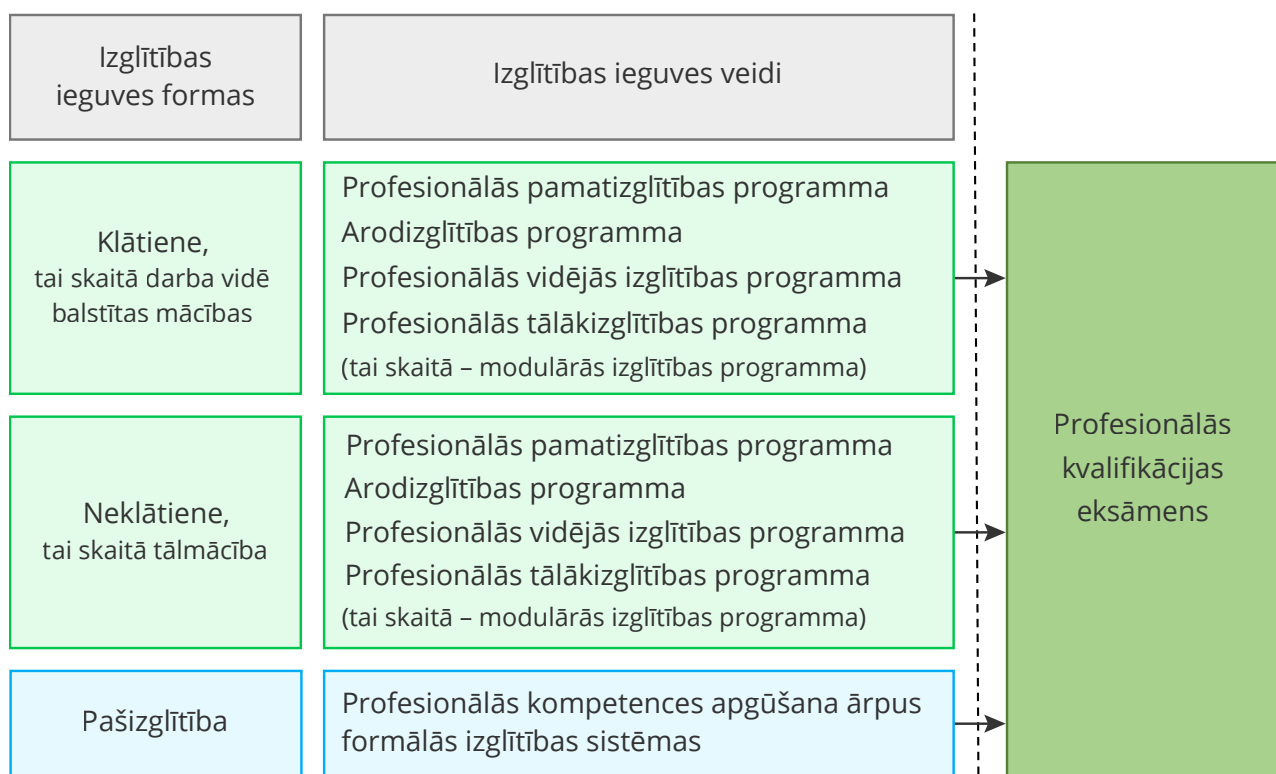 Izglītības
ieguves formas
Izglītības ieguves veidi
Klātiene,
tai skaitā darba vidē
balstītas mācības
Profesionālās pamatizglītības programma
Arodizglītības programma
Profesionālās vidējās izglītības programma
Profesionālās tālākizglītības programma
(tai skaitā – modulārās izglītības programma)
Neklātiene,
tai skaitā tālmācība
Profesionālās pamatizglītības programma
Arodizglītības programma
Profesionālās vidējās izglītības programma
Profesionālās tālākizglītības programma
(tai skaitā – modulārās izglītības programma)
Pašizglītība
Profesionālās kompetences apgūšana ārpus
formālās izglītības sistēmas
Profesionālās
kvalifikācijas
eksāmens